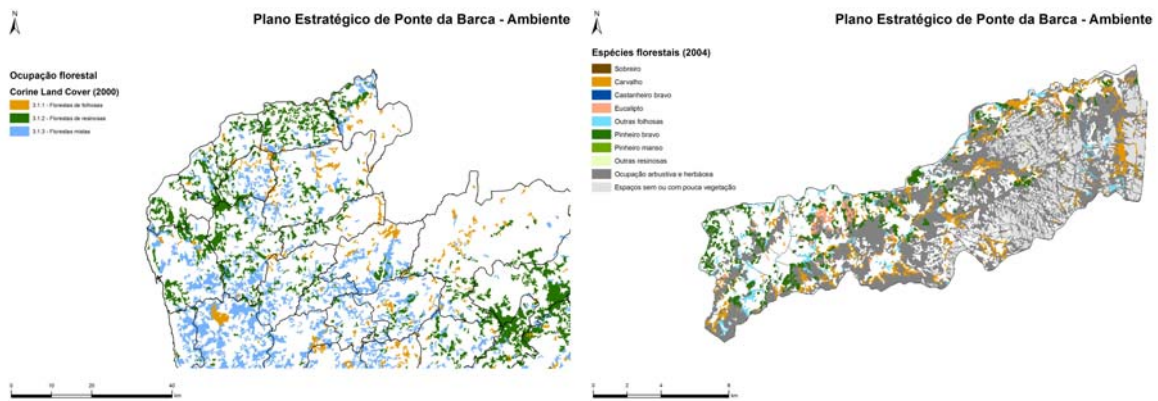 N
Plano Estratégico de Ponte da Barca - Ambiente
Ocupação florestal
Corine Land Cover (2000)
3.1.1 - Florestas de folhosas
3.1.2 - Florestas de resinosas
3.1.3 - Florestas mistas
0 10 20 40
km
N
Plano Estratégico de Ponte da Barca - Ambiente
Espécies florestais (2004)
Sobreiro
Carvalho
Castanheiro bravo
Eucalipto
Outras folhosas
Pinheiro bravo
Pinheiro manso
Outras resinosas
Ocupação arbustiva e herbácea
Espaços sem ou com pouca vegetação
0 2 4 8
km